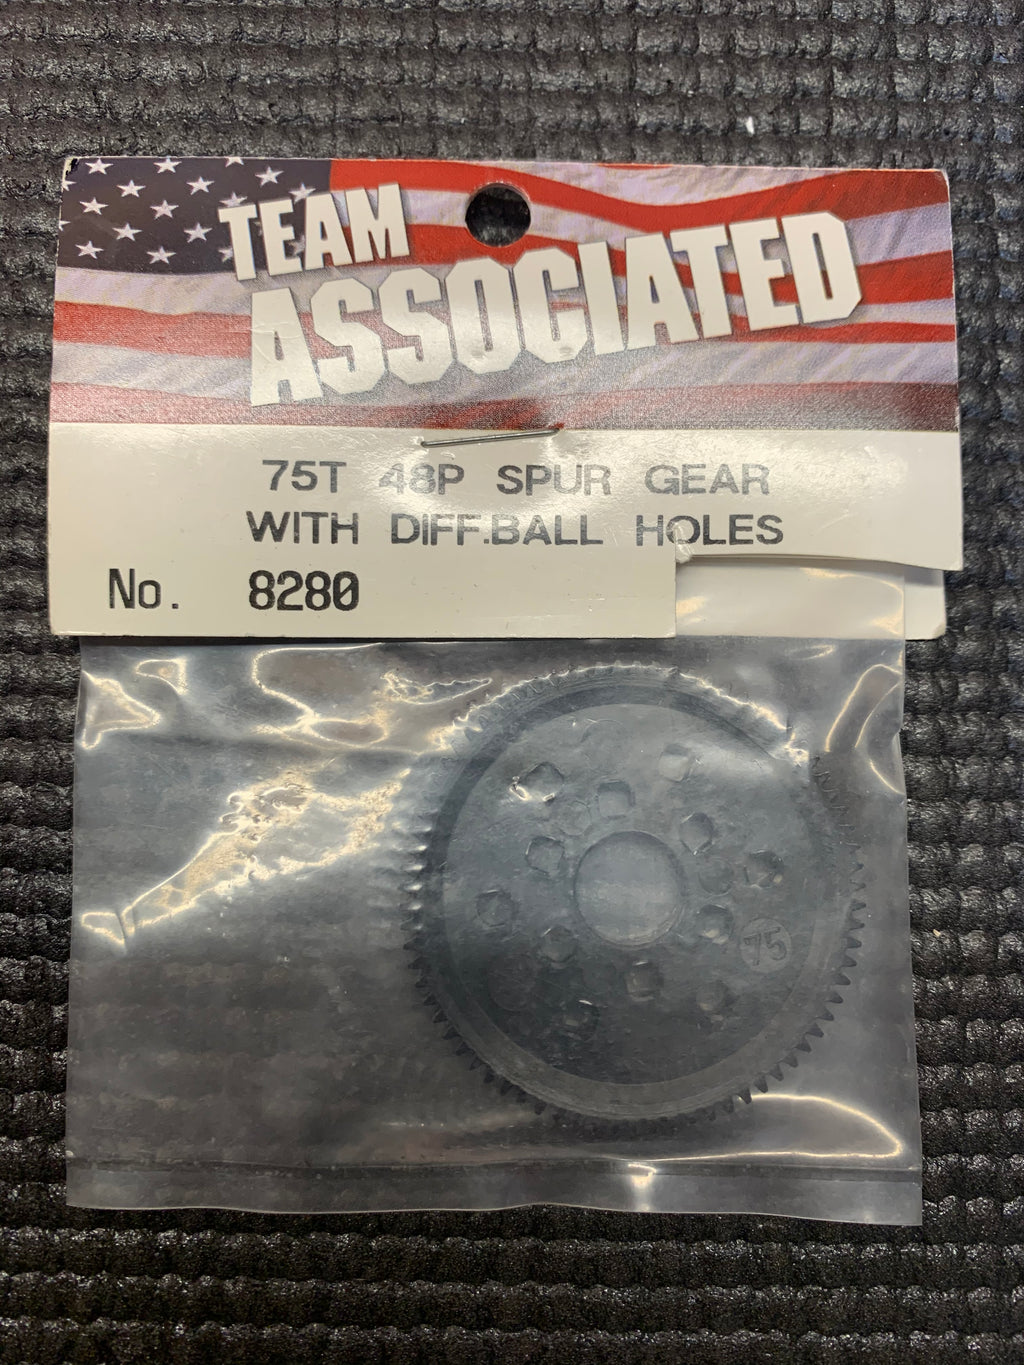 TEAM
ASSOCIATED
75T 48P SPUR GEAR
WITH DIFF.BALL HOLES
No. 8280
75